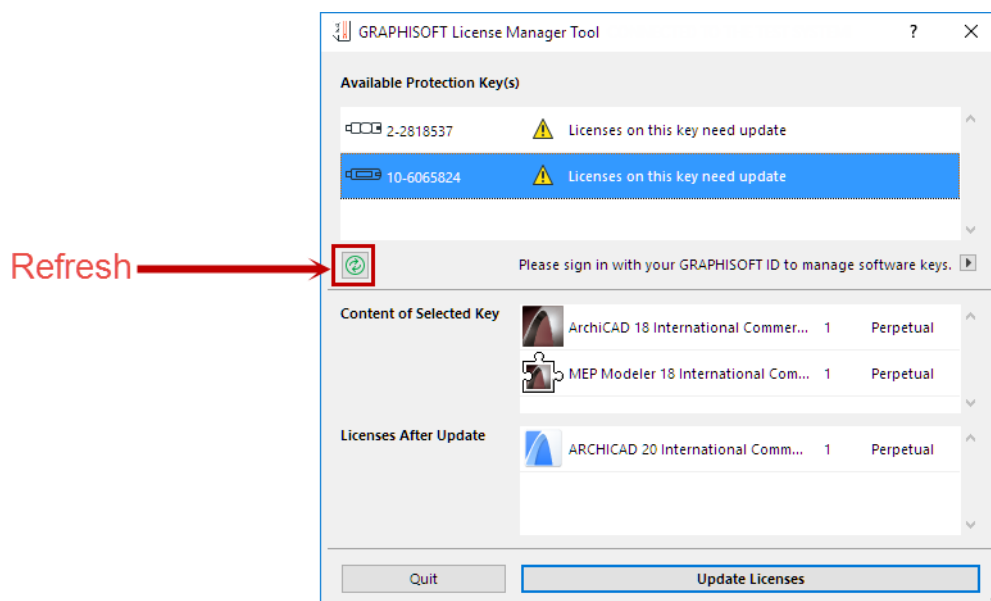 GRAPHISOFT License Manager Tool ?
Available Protection Key(s)
2-2818537 Licenses on this key need update
10-6065824 Licenses on this key need update
Refresh
Please sign in with your GRAPHISOFT ID to manage software keys.
Content of Selected Key
ArchiCAD 18 International Commer... 1 Perpetual
MEP Modeler 18 International Com... 1 Perpetual
Licenses After Update
ARCHICAD 20 International Comm... 1 Perpetual
Quit
Update Licenses